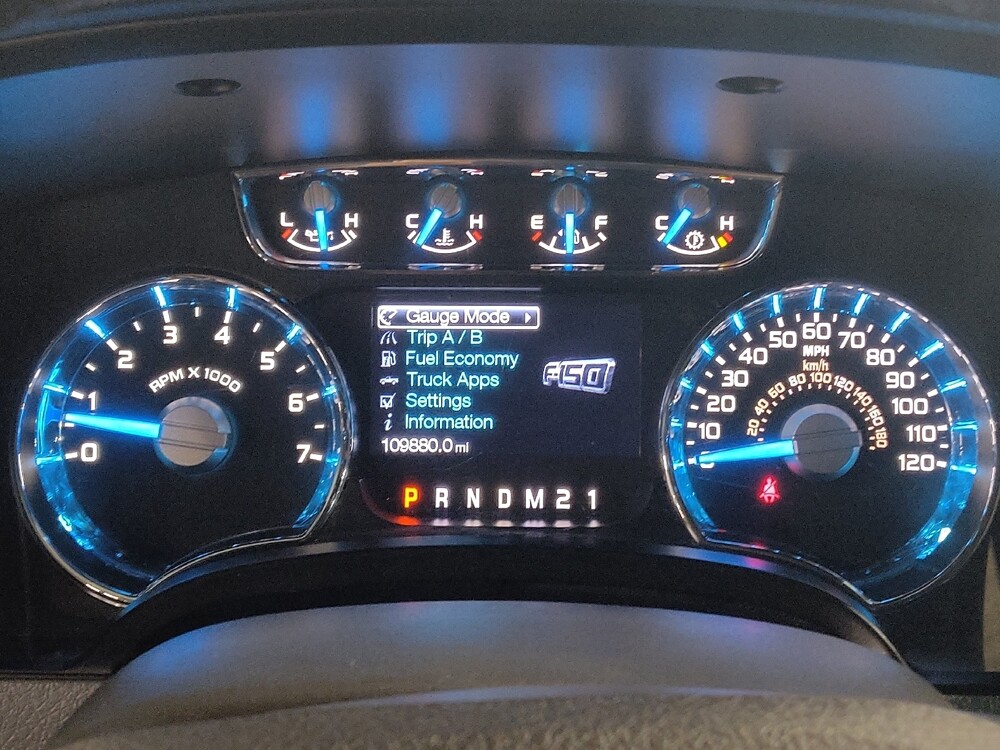 L H
C H
E F
C H
Gauge Mode
Trip A / B
Fuel Economy
Truck Apps
Settings
Information
109880.0 mi
F150
P R N D M 2 1
0 1 2 3 4 5 6 7
RPM X 1000
10 20 30 40 50 60 70 80 90 100 110 120
MPH
km/h
20 40 60 80 100 120 140 160 180